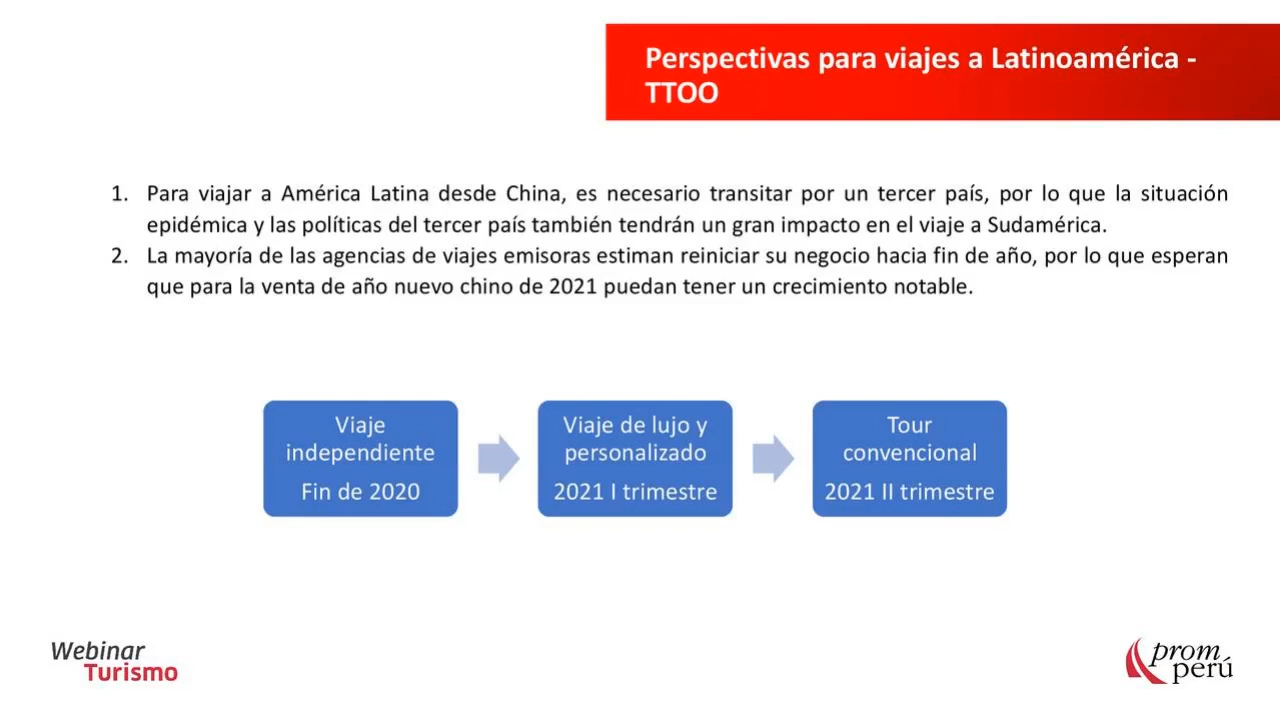 Perspectivas para viajes a Latinoamérica -
TTOO
1. Para viajar a América Latina desde China, es necesario transitar por un tercer país, por lo que la situación
epidémica y las políticas del tercer país también tendrán un gran impacto en el viaje a Sudamérica.
2. La mayoría de las agencias de viajes emisoras estiman reiniciar su negocio hacia fin de año, por lo que esperan
que para la venta de año nuevo chino de 2021 puedan tener un crecimiento notable.
Viaje
independiente
Fin de 2020
Viaje de lujo y
personalizado
2021 I trimestre
Tour
convencional
2021 II trimestre
Webinar
Turismo
prom
perú